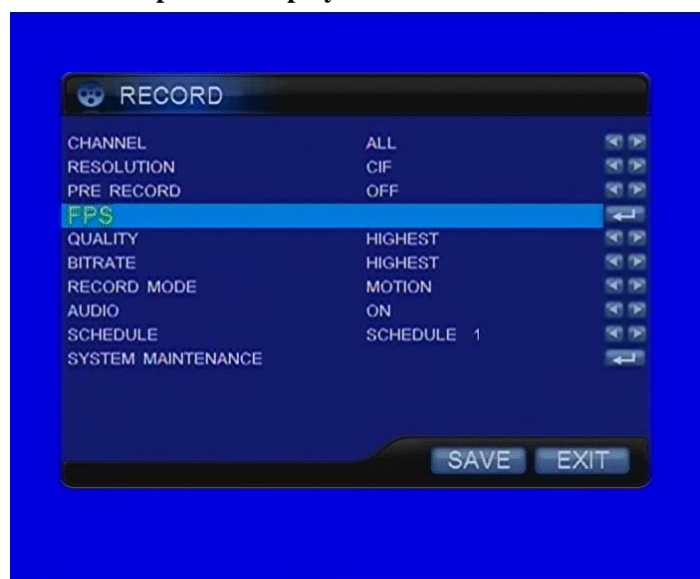 RECORD
CHANNEL ALL
RESOLUTION CIF
PRE RECORD OFF
FPS
QUALITY HIGHEST
BITRATE HIGHEST
RECORD MODE MOTION
AUDIO ON
SCHEDULE SCHEDULE 1
SYSTEM MAINTENANCE
SAVE EXIT